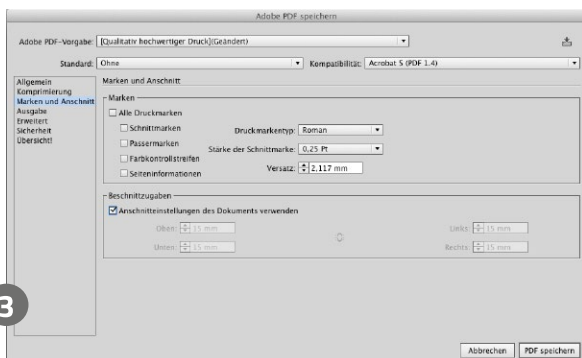 Adobe PDF speichern
Adobe PDF-Vorgabe: [Qualitativ hochwertiger Druck](Geändert)
Standard: Ohne Kompatibilität: Acrobat 5 (PDF 1.4)
Allgemein
Komprimierung
Marken und Anschnitt
Ausgabe
Erweitert
Sicherheit
Übersicht
Marken und Anschnitt
Marken
Alle Druckmarken
Schnittmarken Druckmarkentyp: Roman
Passermarken Stärke der Schnittmarke: 0,25 Pt
Farbkontrollstreifen Versatz: 2,117 mm
Seiteninformationen
Beschnittzugaben
Anschnitteinstellungen des Dokuments verwenden
Oben: 15 mm Links: 15 mm
Unten: 15 mm Rechts: 15 mm
3
Abbrechen PDF speichern